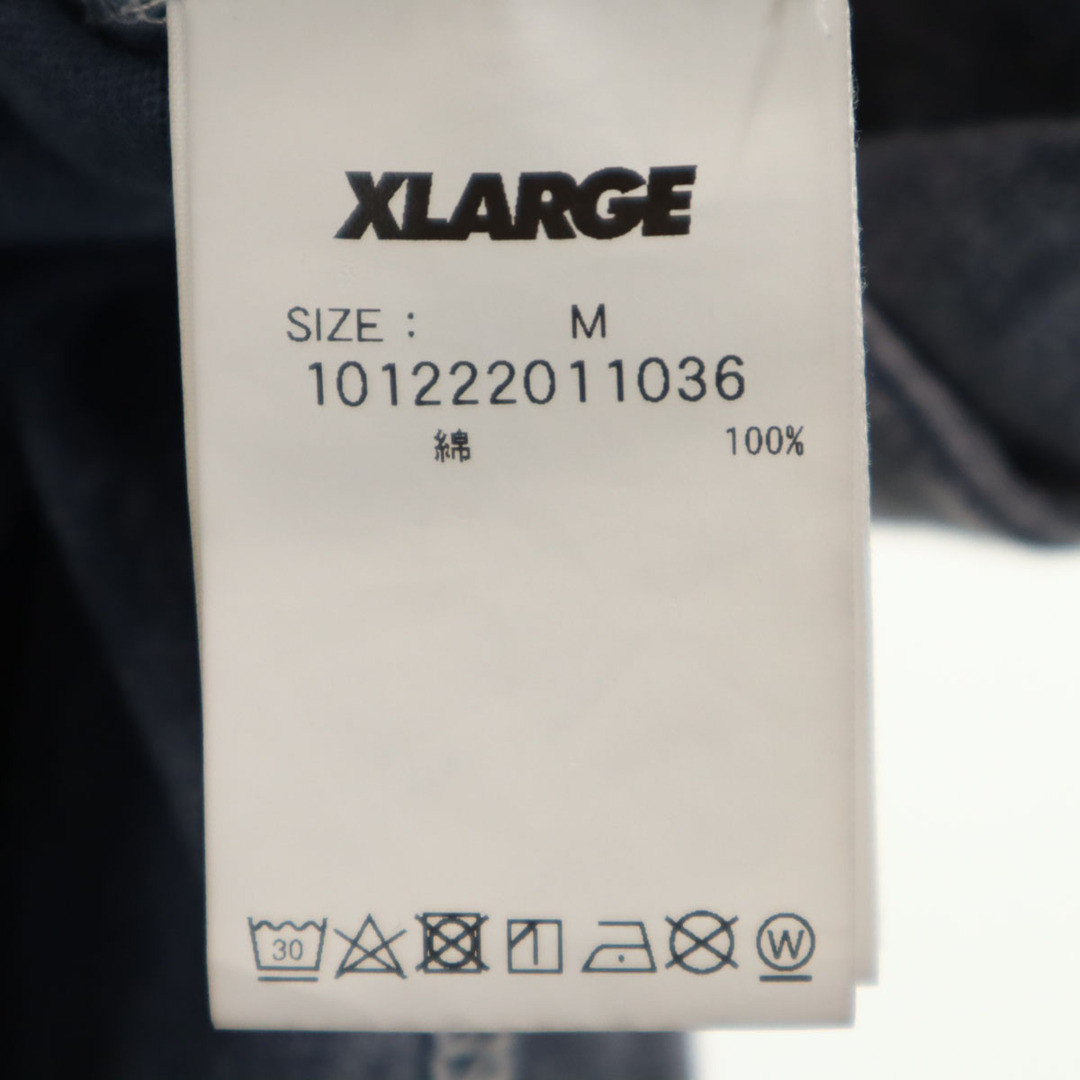 XLARGE
SIZE : M
101222011036
綿 100%
30
W